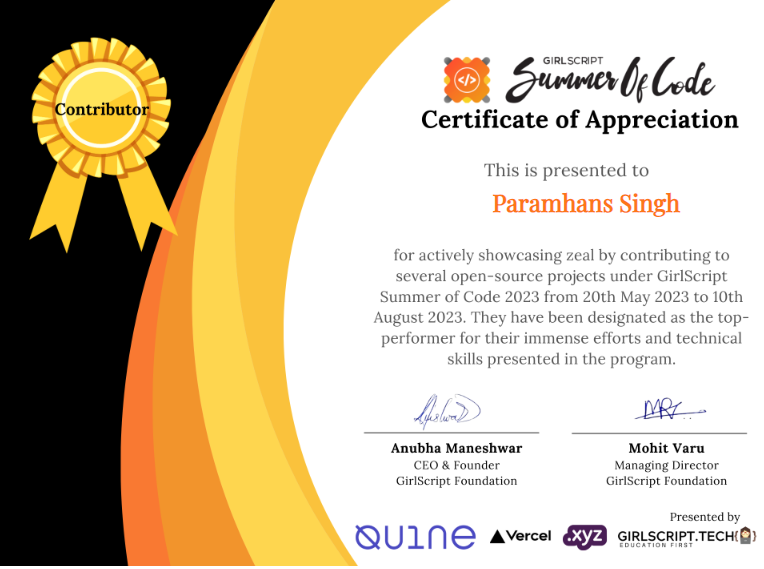 Contributor
GIRLSCRIPT
Summer Of Code
</>
Certificate of Appreciation
This is presented to
Paramhans Singh
for actively showcasing zeal by contributing to
several open-source projects under GirlScript
Summer of Code 2023 from 20th May 2023 to 10th
August 2023. They have been designated as the top-
performer for their immense efforts and technical
skills presented in the program.
Anubha Maneshwar
CEO & Founder
GirlScript Foundation
Mohit Varu
Managing Director
GirlScript Foundation
Presented by
QU1NE
Vercel
.xyz
GIRLSCRIPT.TECH{}
EDUCATION FIRST